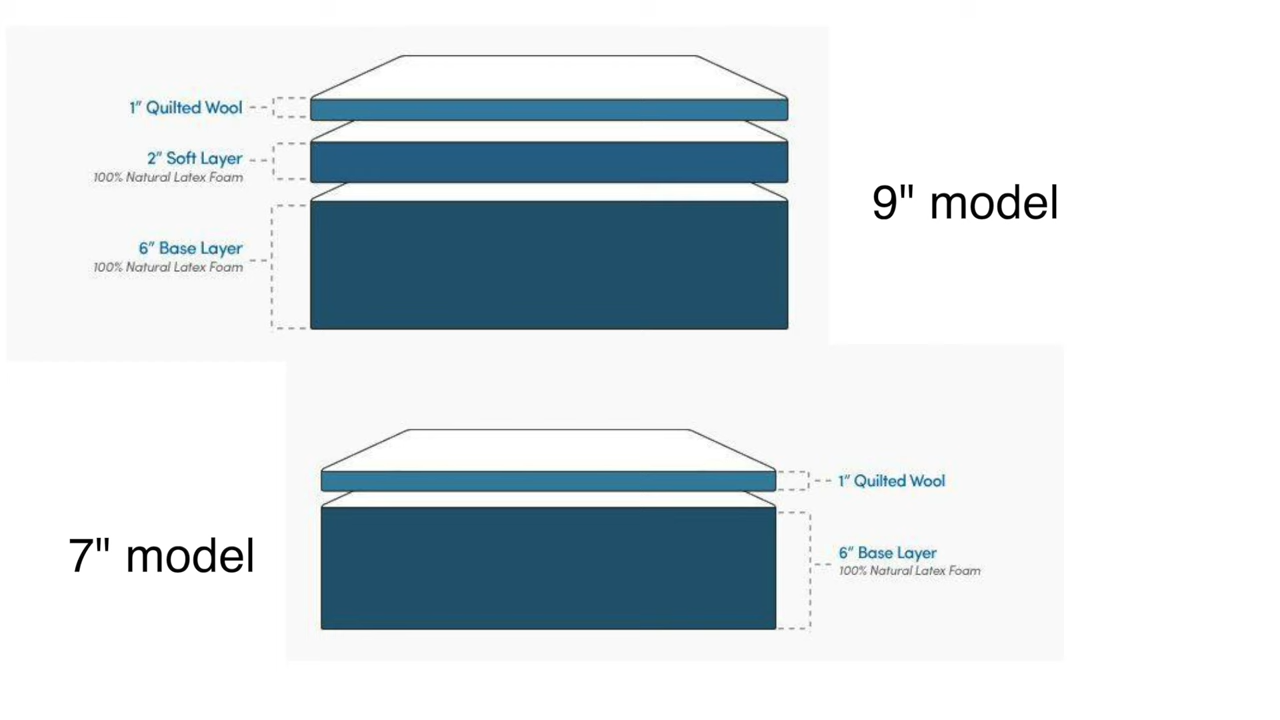 1" Quilted Wool
2" Soft Layer
100% Natural Latex Foam
6" Base Layer
100% Natural Latex Foam
9" model
7" model
1" Quilted Wool
6" Base Layer
100% Natural Latex Foam